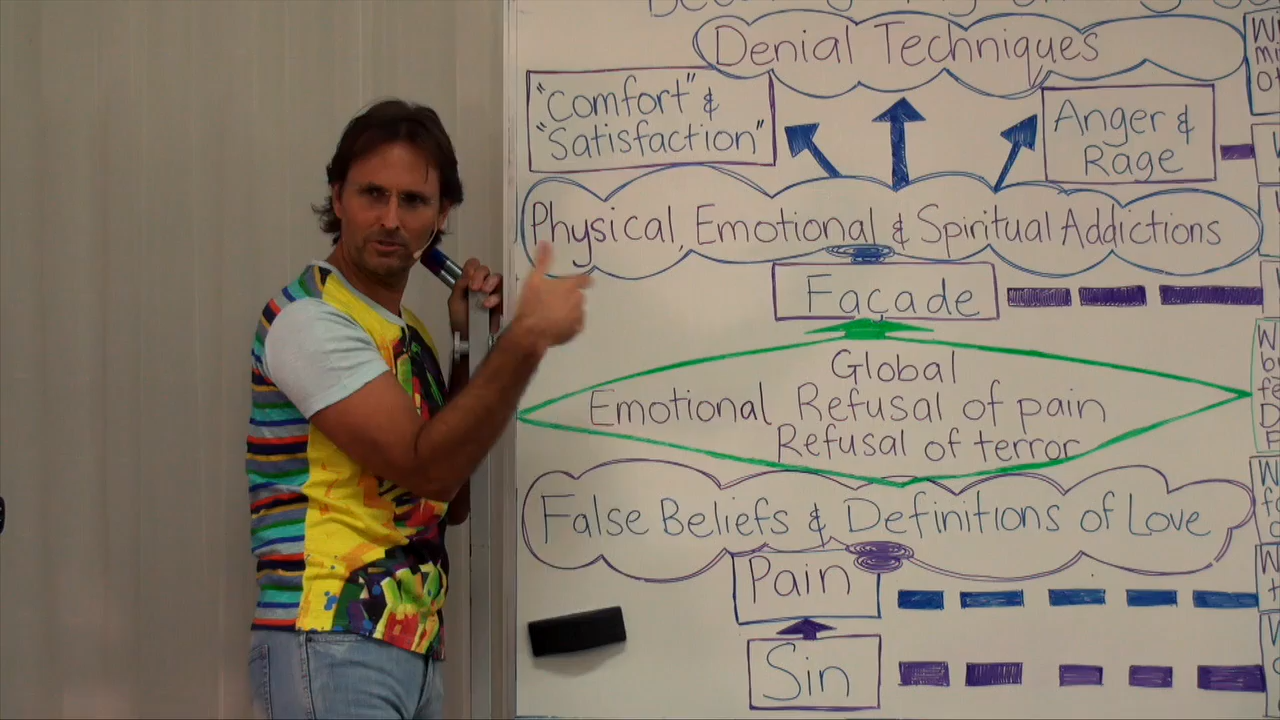 Denial Techniques
"Comfort" &
"Satisfaction"
Anger &
Rage
Physical, Emotional & Spiritual Addictions
Façade
Global
Emotional Refusal of pain
Refusal of terror
False Beliefs & Definitions of Love
Pain
Sin